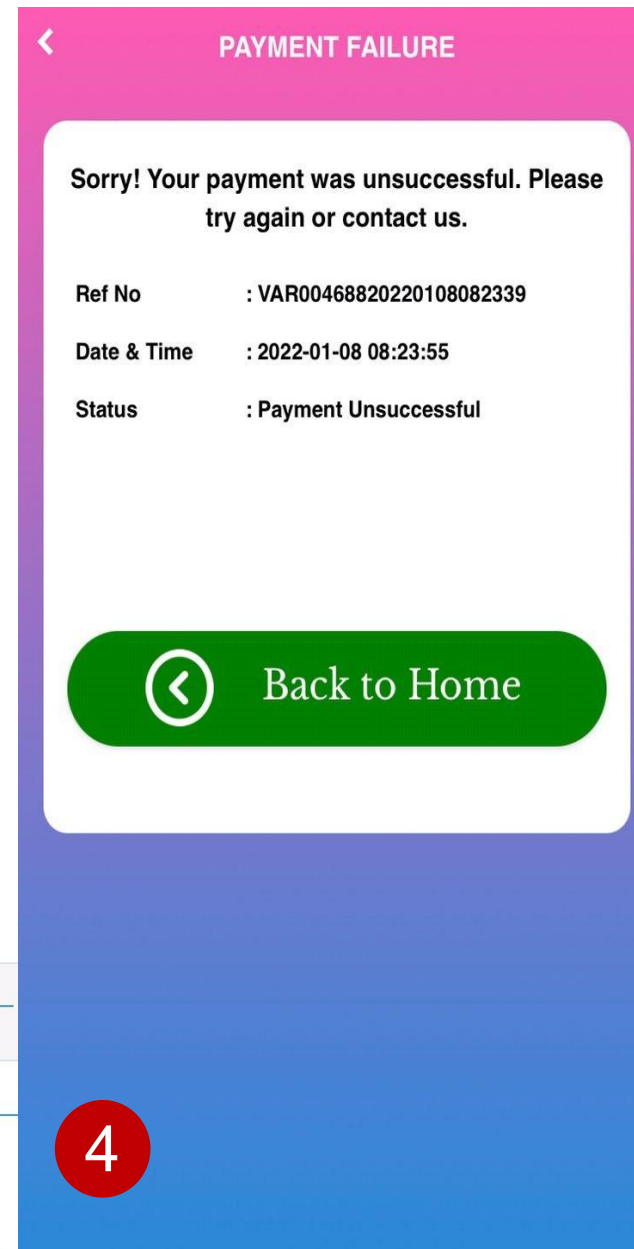 PAYMENT FAILURE
Sorry! Your payment was unsuccessful. Please
try again or contact us.
Ref No : VAR00468820220108082339
Date & Time : 2022-01-08 08:23:55
Status : Payment Unsuccessful
Back to Home
4